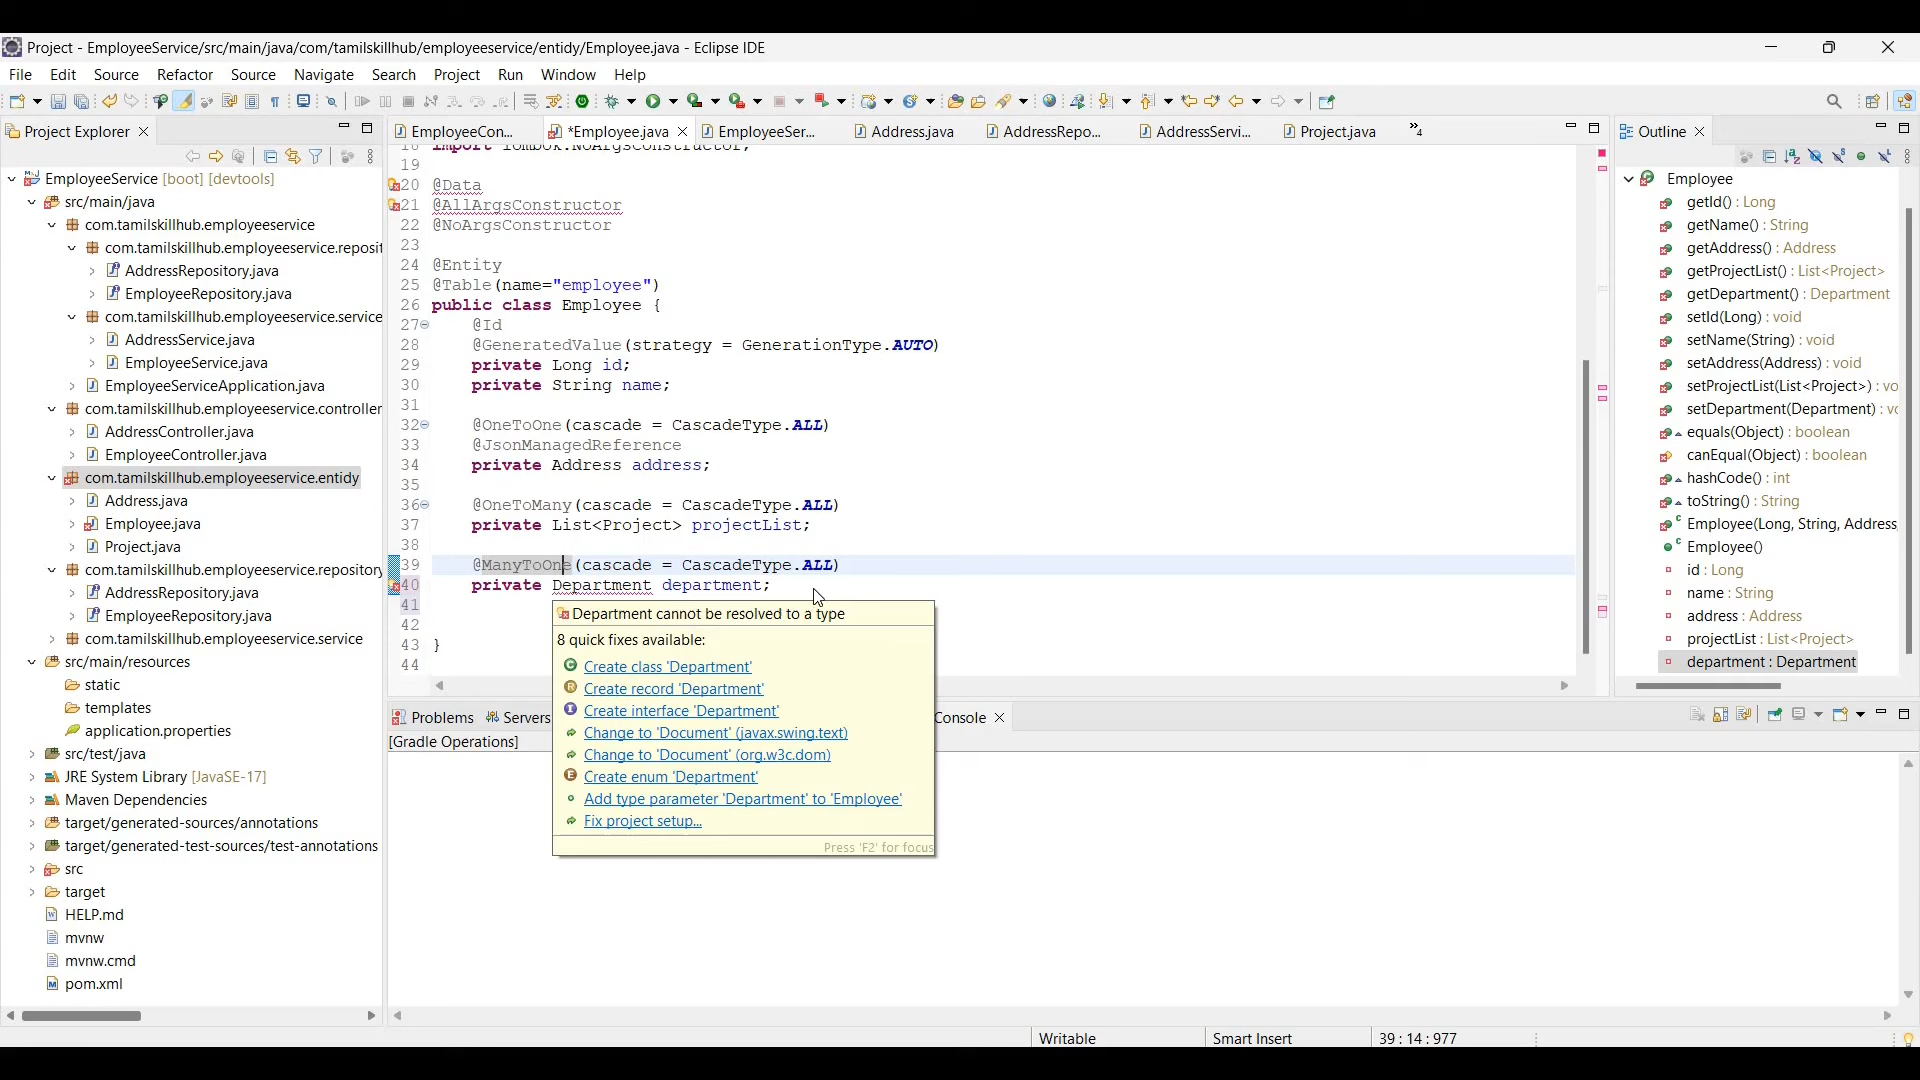 Project - EmployeeService/src/main/java/com/tamilskillhub/employeeservice/entidy/Employee.java - Eclipse IDE
File Edit Source Refactor Source Navigate Search Project Run Window Help
Project Explorer
EmployeeService [boot] [devtools]
src/main/java
com.tamilskillhub.employeeservice
com.tamilskillhub.employeeservice.reposit
AddressRepository.java
EmployeeRepository.java
com.tamilskillhub.employeeservice.service
AddressService.java
EmployeeService.java
EmployeeServiceApplication.java
com.tamilskillhub.employeeservice.controller
AddressController.java
EmployeeController.java
com.tamilskillhub.employeeservice.entidy
Address.java
Employee.java
Project.java
com.tamilskillhub.employeeservice.repository
AddressRepository.java
EmployeeRepository.java
com.tamilskillhub.employeeservice.service
src/main/resources
static
templates
application.properties
src/test/java
JRE System Library [JavaSE-17]
Maven Dependencies
target/generated-sources/annotations
target/generated-test-sources/test-annotations
src
target
HELP.md
mvnw
mvnw.cmd
pom.xml
EmployeeCon... *Employee.java EmployeeSer... Address.java AddressRepo... AddressServi... Project.java »4
18 import lombok.NoArgsConstructor;
19
20 @Data
21 @AllArgsConstructor
22 @NoArgsConstructor
23
24 @Entity
25 @Table(name="employee")
26 public class Employee {
27 @Id
28 @GeneratedValue(strategy = GenerationType.AUTO)
29 private Long id;
30 private String name;
31
32 @OneToOne(cascade = CascadeType.ALL)
33 @JsonManagedReference
34 private Address address;
35
36 @OneToMany(cascade = CascadeType.ALL)
37 private List<Project> projectList;
38
39 @ManyToOne(cascade = CascadeType.ALL)
40 private Department department;
41
42
43 }
44
Department cannot be resolved to a type
8 quick fixes available:
Create class 'Department'
Create record 'Department'
Create interface 'Department'
Change to 'Document' (javax.swing.text)
Change to 'Document' (org.w3c.dom)
Create enum 'Department'
Add type parameter 'Department' to 'Employee'
Fix project setup...
Press 'F2' for focus
Problems Servers Console
[Gradle Operations]
Outline
Employee
getId() : Long
getName() : String
getAddress() : Address
getProjectList() : List<Project>
getDepartment() : Department
setId(Long) : void
setName(String) : void
setAddress(Address) : void
setProjectList(List<Project>) : vo
setDepartment(Department) : vo
equals(Object) : boolean
canEqual(Object) : boolean
hashCode() : int
toString() : String
Employee(Long, String, Address,
Employee()
id : Long
name : String
address : Address
projectList : List<Project>
department : Department
Writable Smart Insert 39 : 14 : 977